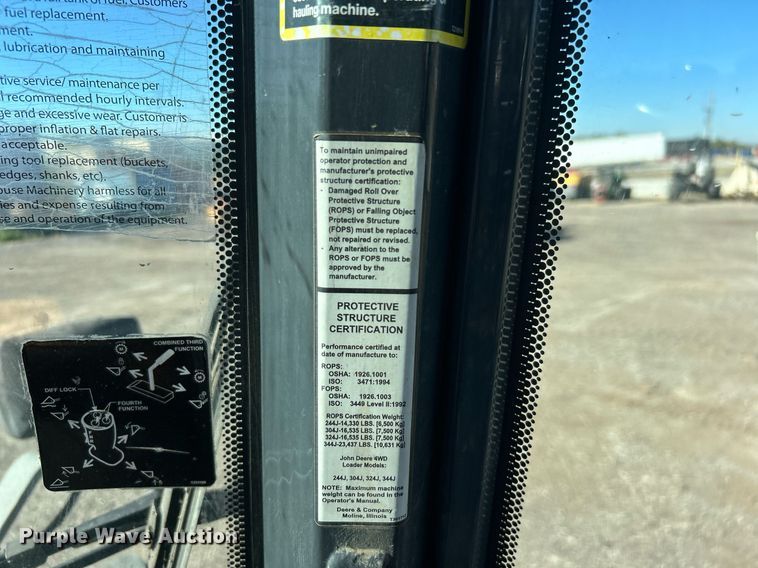 fuel replacement.
ment.
lubrication and maintaining
tive service/ maintenance per
l recommended hourly intervals.
ge and excessive wear. Customer is
proper inflation & flat repairs.
acceptable.
ing tool replacement (buckets,
edges, shanks, etc).
ouse Machinery harmless for all
ies and expense resulting from
se and operation of the equipment.
hauling machine.
To maintain unimpaired
operator protection and
manufacturer's protective
structure certification:
- Damaged Roll Over
Protective Structure
(ROPS) or Falling Object
Protective Structure
(FOPS) must be replaced,
not repaired or revised.
- Any alteration to the
ROPS or FOPS must be
approved by the
manufacturer.
PROTECTIVE
STRUCTURE
CERTIFICATION
Performance certified at
date of manufacture to:
ROPS:
OSHA: 1926.1001
ISO: 3471:1994
FOPS:
OSHA: 1926.1003
ISO: 3449 Level II:1992
ROPS Certification Weight:
244J-14,330 LBS. [6,500 Kg]
304J-16,535 LBS. [7,500 Kg]
324J-16,535 LBS. [7,500 Kg]
344J-23,437 LBS. [10,631 Kg]
John Deere 4WD
Loader Models:
244J, 304J, 324J, 344J
NOTE: Maximum machine
weight can be found in the
Operator's Manual.
Deere & Company
Moline, Illinois
COMBINED THIRD
FUNCTION
DIFF LOCK
FOURTH
FUNCTION
Purple Wave Auction